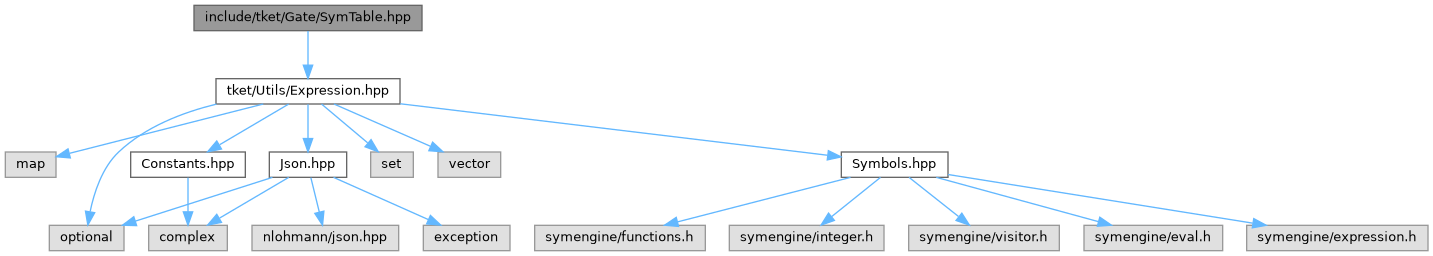 include/tket/Gate/SymTable.hpp
tket/Utils/Expression.hpp
map
Constants.hpp
Json.hpp
set
vector
Symbols.hpp
optional
complex
nlohmann/json.hpp
exception
symengine/functions.h
symengine/integer.h
symengine/visitor.h
symengine/eval.h
symengine/expression.h